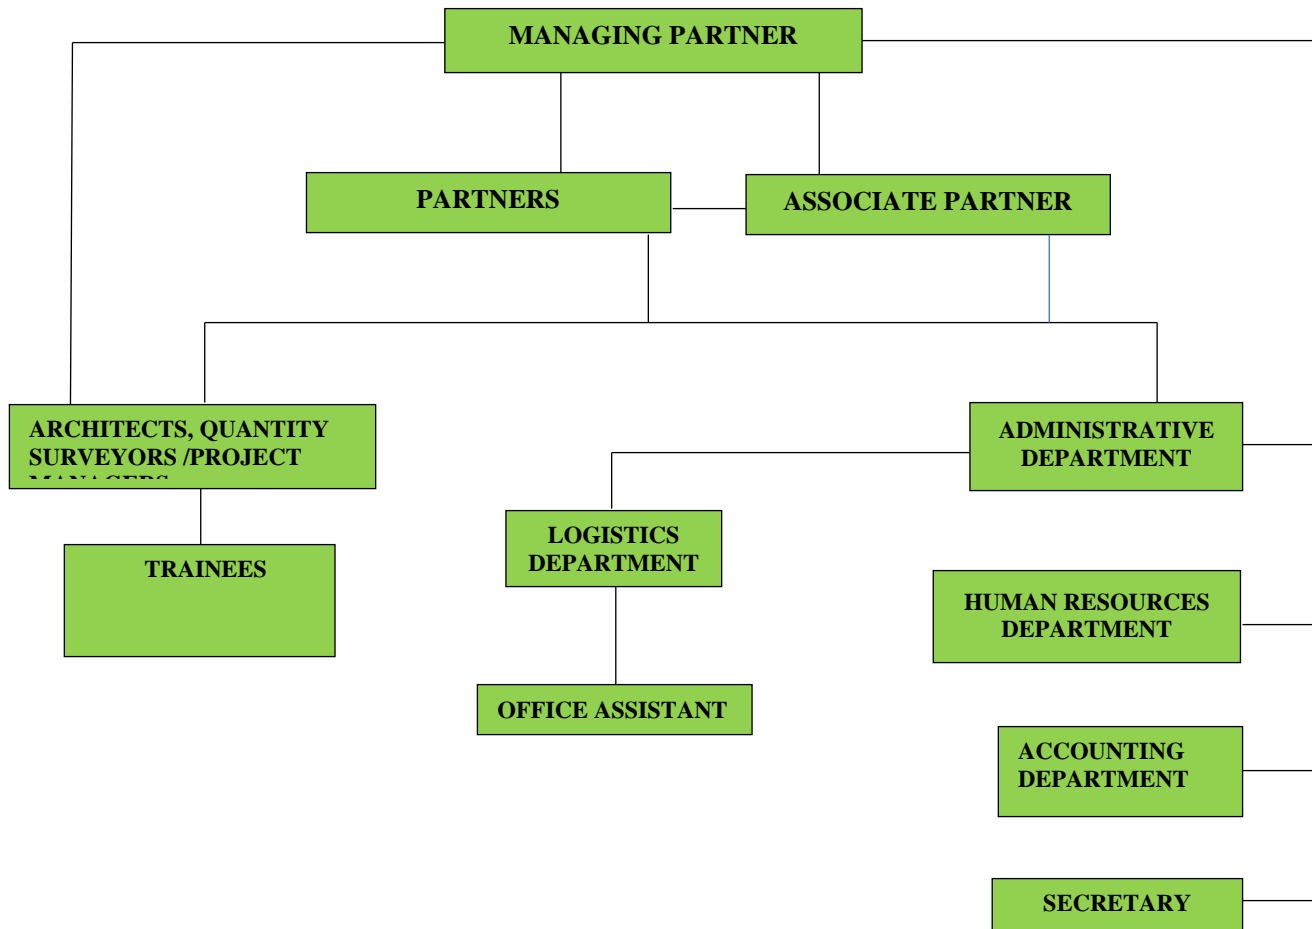 MANAGING PARTNER
PARTNERS
ASSOCIATE PARTNER
ARCHITECTS, QUANTITY
SURVEYORS /PROJECT
MANAGERS
ADMINISTRATIVE
DEPARTMENT
LOGISTICS
DEPARTMENT
TRAINEES
HUMAN RESOURCES
DEPARTMENT
OFFICE ASSISTANT
ACCOUNTING
DEPARTMENT
SECRETARY